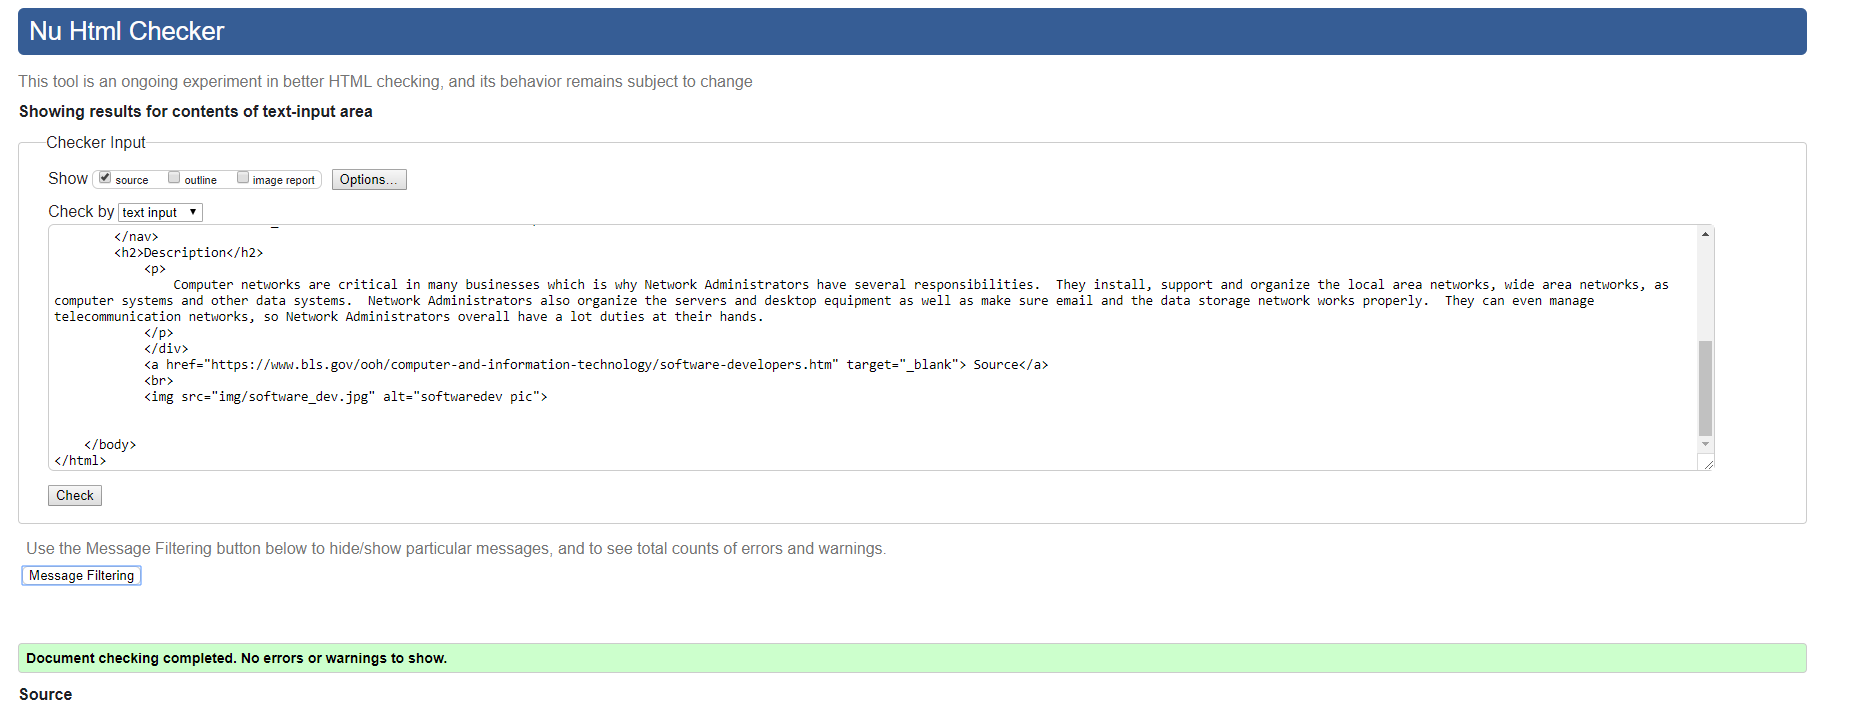 Nu Html Checker
This tool is an ongoing experiment in better HTML checking, and its behavior remains subject to change
Showing results for contents of text-input area
Checker Input
Show source outline image report Options...
Check by text input
</nav>
<h2>Description</h2>
<p>
Computer networks are critical in many businesses which is why Network Administrators have several responsibilities.  They install, support and organize the local area networks, wide area networks, as
computer systems and other data systems.  Network Administrators also organize the servers and desktop equipment as well as make sure email and the data storage network works properly.  They can even manage
telecommunication networks, so Network Administrators overall have a lot duties at their hands.
</p>
</div>
<a href="https://www.bls.gov/ooh/computer-and-information-technology/software-developers.htm" target="_blank"> Source</a>
<br>
<img src="img/software_dev.jpg" alt="softwaredev pic">
</body>
</html>
Check
Use the Message Filtering button below to hide/show particular messages, and to see total counts of errors and warnings.
Message Filtering
Document checking completed. No errors or warnings to show.
Source